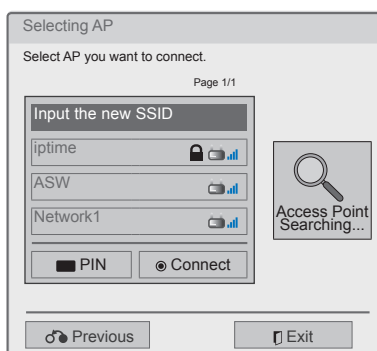 Selecting AP
Select AP you want to connect.
Page 1/1
Input the new SSID
iptime
ASW
Network1
PIN
Connect
Access Point
Searching...
Previous
Exit